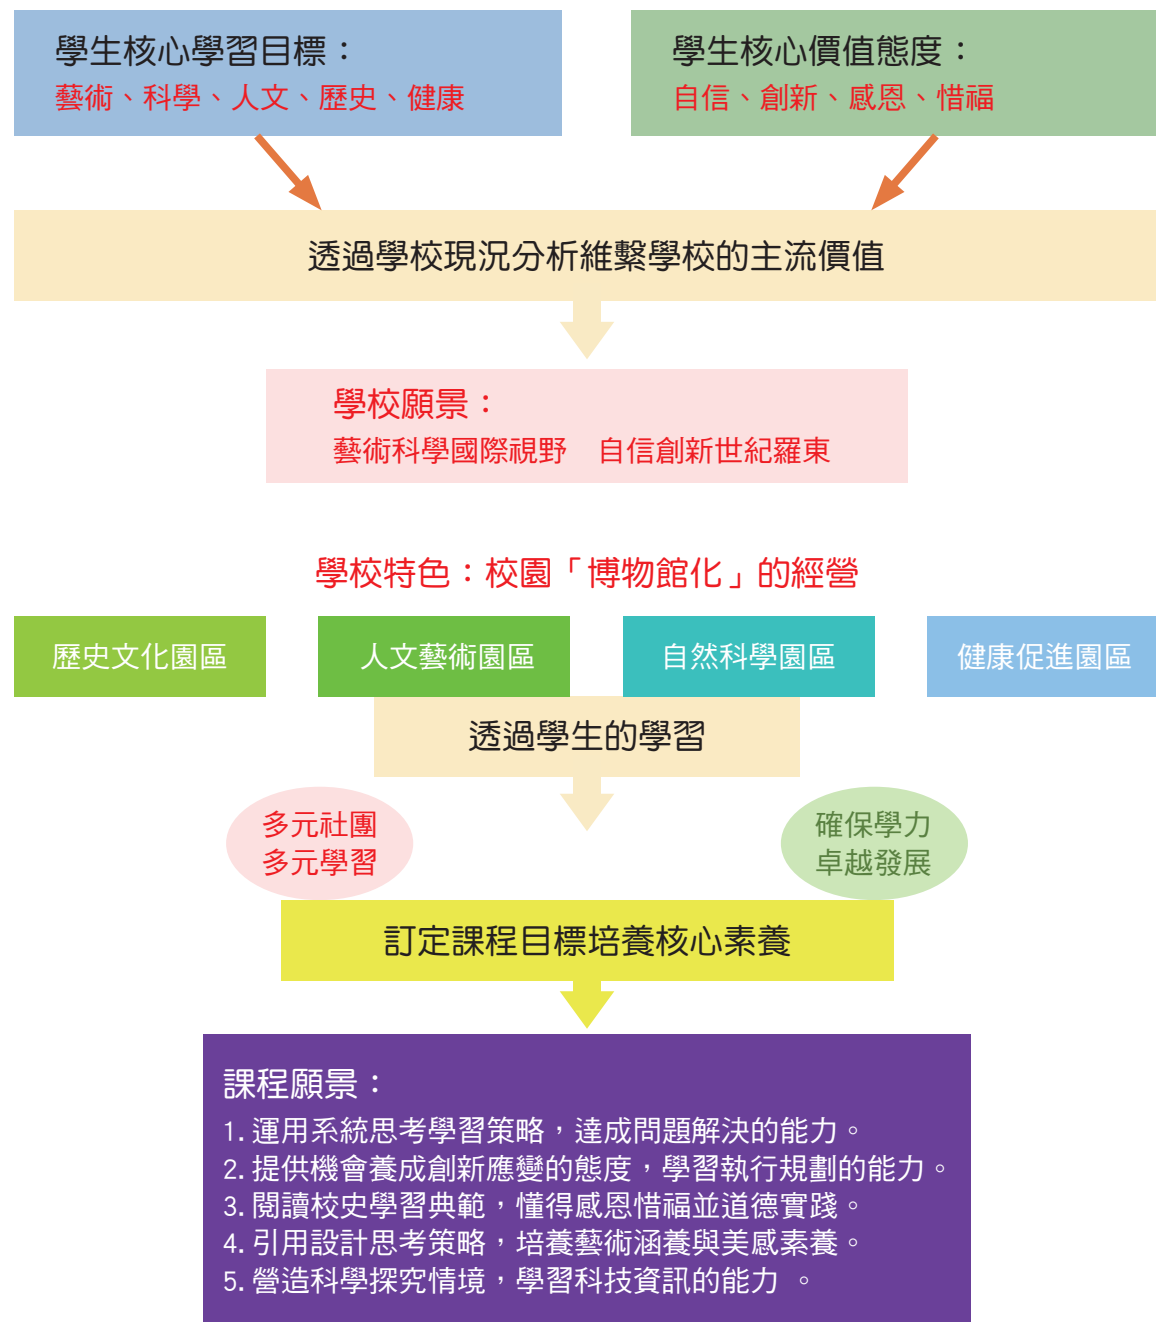 學生核心學習目標：
藝術、科學、人文、歷史、健康
學生核心價值態度：
自信、創新、感恩、惜福
透過學校現況分析維繫學校的主流價值
學校願景：
藝術科學國際視野　自信創新世紀羅東
學校特色：校園「博物館化」的經營
歷史文化園區
人文藝術園區
自然科學園區
健康促進園區
透過學生的學習
多元社團
多元學習
確保學力
卓越發展
訂定課程目標培養核心素養
課程願景：
1.運用系統思考學習策略，達成問題解決的能力。
2.提供機會養成創新應變的態度，學習執行規劃的能力。
3.閱讀校史學習典範，懂得感恩惜福並道德實踐。
4.引用設計思考策略，培養藝術涵養與美感素養。
5.營造科學探究情境，學習科技資訊的能力 。